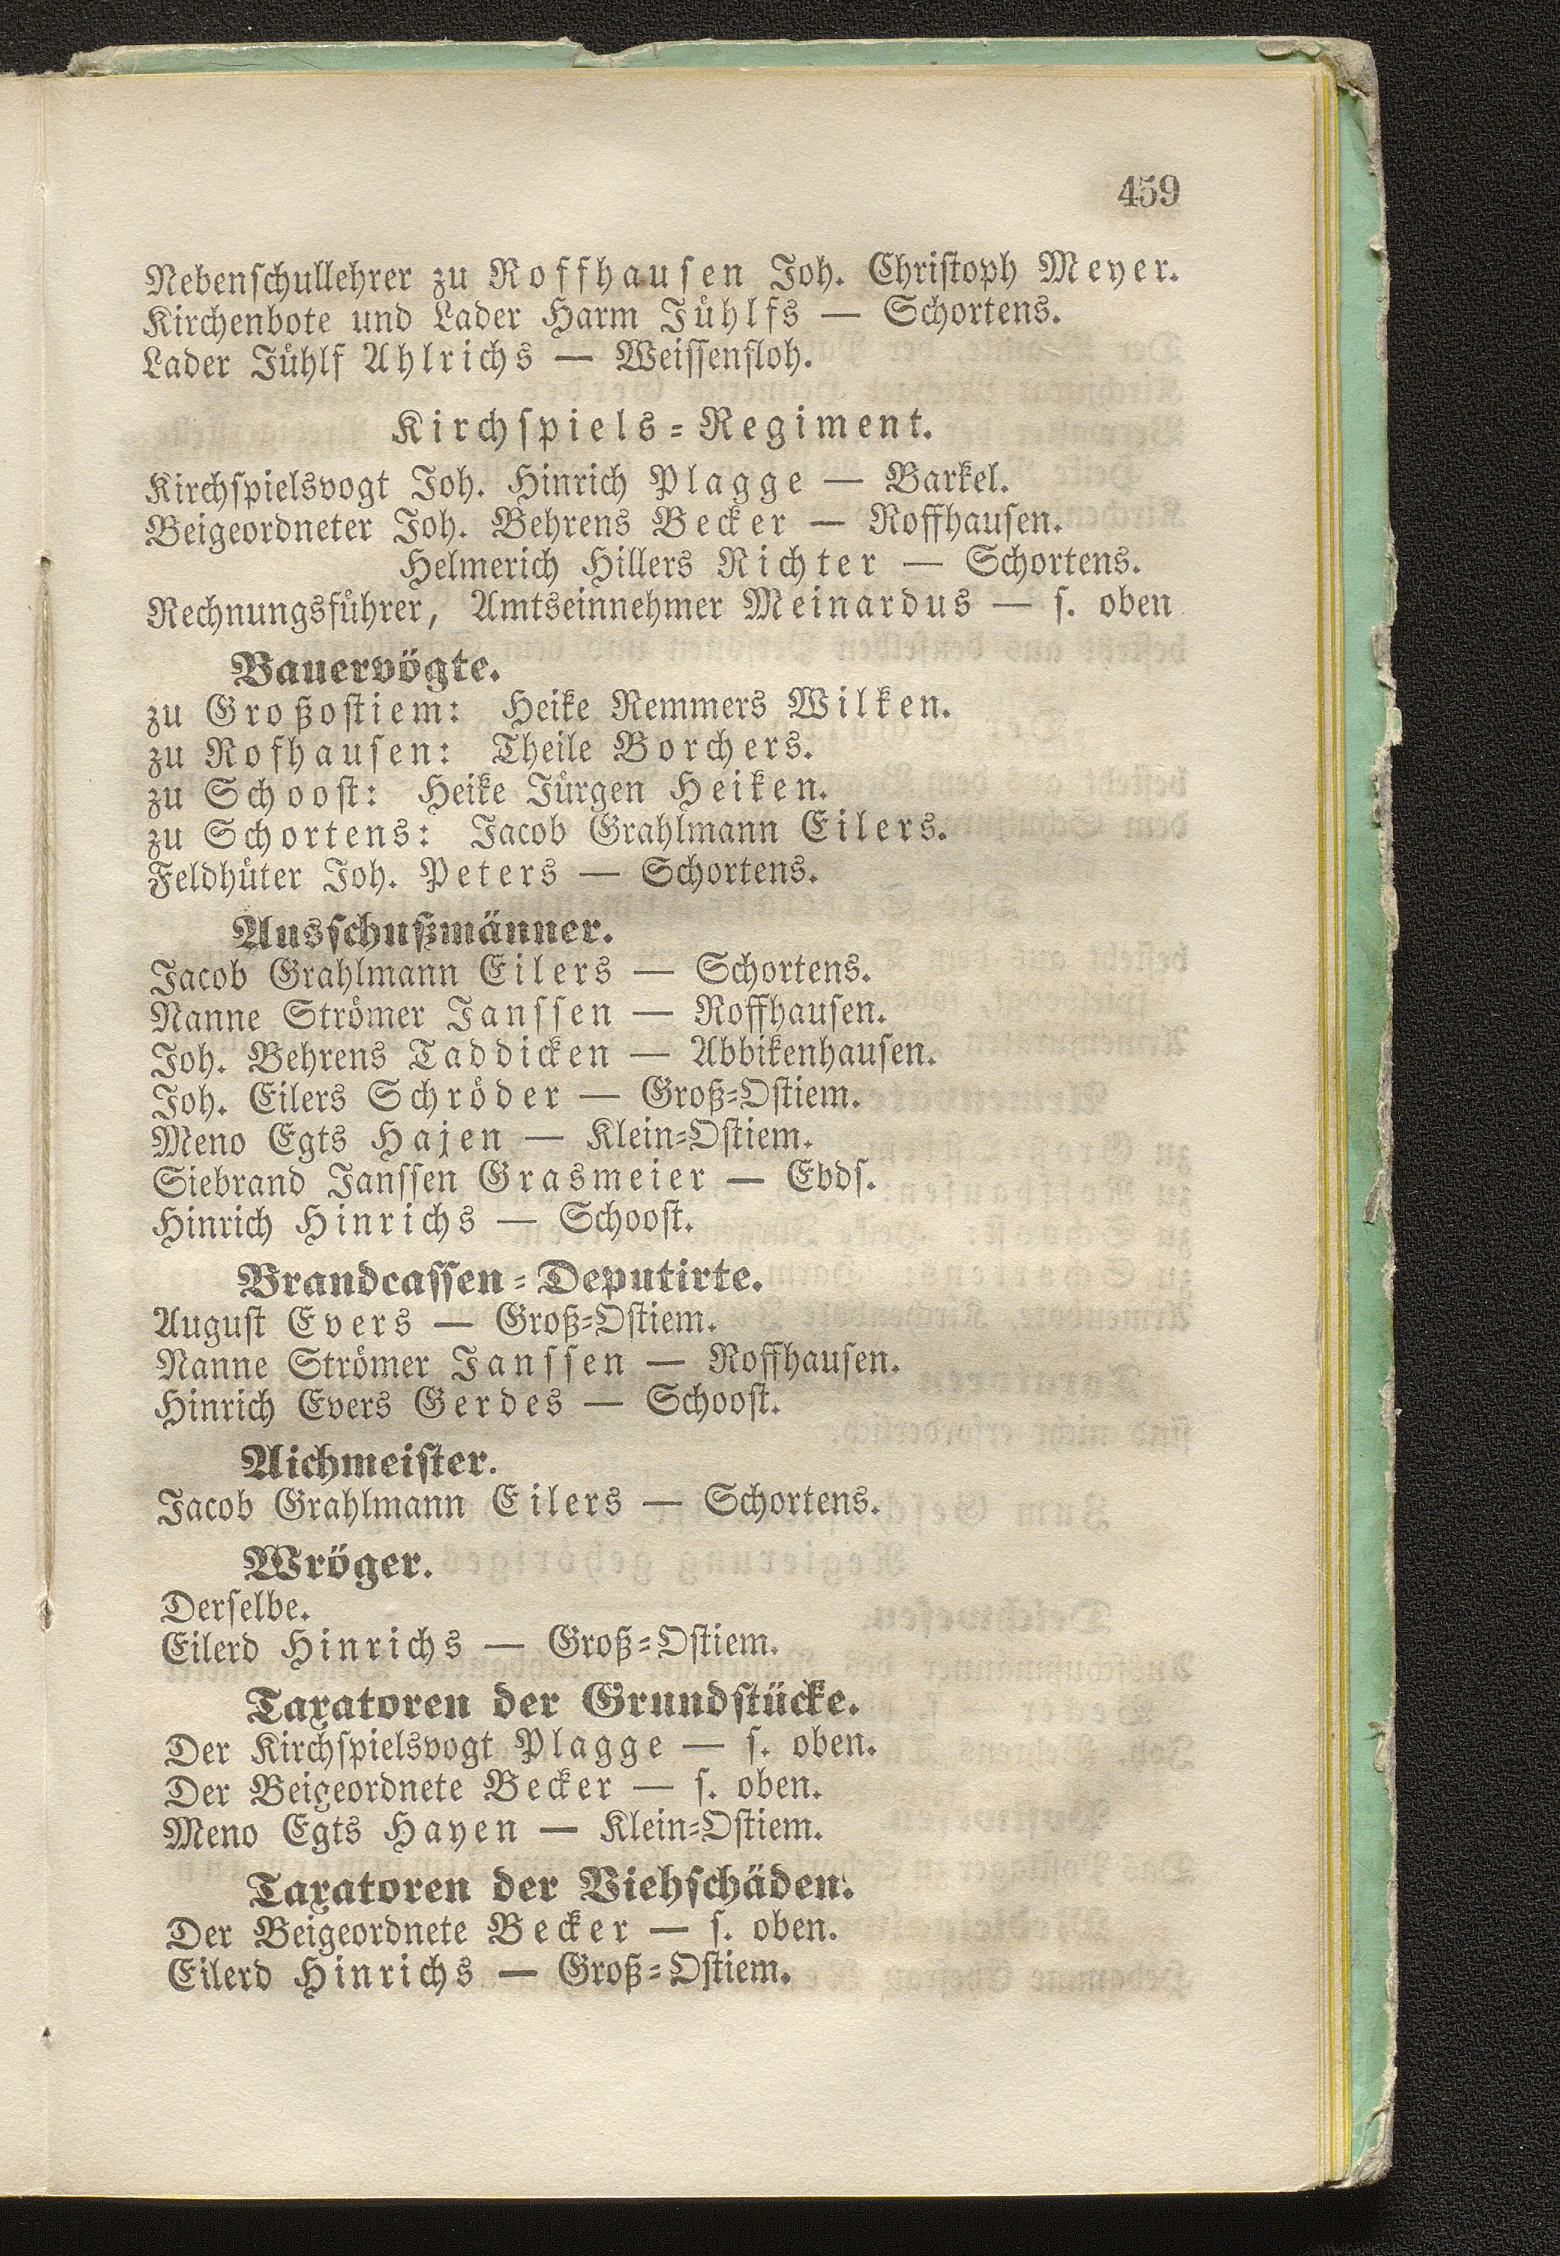 459
Nebenschullehrer zu Roffhausen Joh. Christoph Meyer.
Kirchenbote und Lader Harm Jühlfs — Schortens.
Lader Jühlf Ahlrichs — Weissenfloh.
Kirchspiels=Regiment.
Kirchspielsvogt Joh. Hinrich Plagge — Barkel.
Beigeordneter Joh. Behrens Becker — Roffhausen.
Helmerich Hillers Richter — Schortens.
Rechnungsführer, Amtseinnehmer Meinardus — s. oben
Bauervögte.
zu Großostiem: Heike Remmers Wilken.
zu Rofhausen: Theile Borchers.
zu Schoost: Heike Jürgen Heiken.
zu Schortens: Jacob Grahlmann Eilers.
Feldhüter Joh. Peters — Schortens.
Ausschußmänner.
Jacob Grahlmann Eilers — Schortens.
Nanne Strömer Janssen — Roffhausen.
Joh. Behrens Taddicken — Abbikenhausen.
Joh. Eilers Schröder — Groß=Ostiem.
Meno Egts Hajen — Klein=Ostiem.
Siebrand Janssen Grasmeier — Ebds.
Hinrich Hinrichs — Schoost.
Brandcassen=Deputirte.
August Evers — Groß=Ostiem.
Nanne Strömer Janssen — Roffhausen.
Hinrich Evers Gerdes — Schoost.
Aichmeister.
Jacob Grahlmann Eilers — Schortens.
Wröger.
Derselbe.
Eilerd Hinrichs — Groß=Ostiem.
Taxatoren der Grundstücke.
Der Kirchspielsvogt Plagge — s. oben.
Der Beigeordnete Becker — s. oben.
Meno Egts Hayen — Klein=Ostiem.
Taxatoren der Viehschäden.
Der Beigeordnete Becker — s. oben.
Eilerd Hinrichs — Groß=Ostiem.